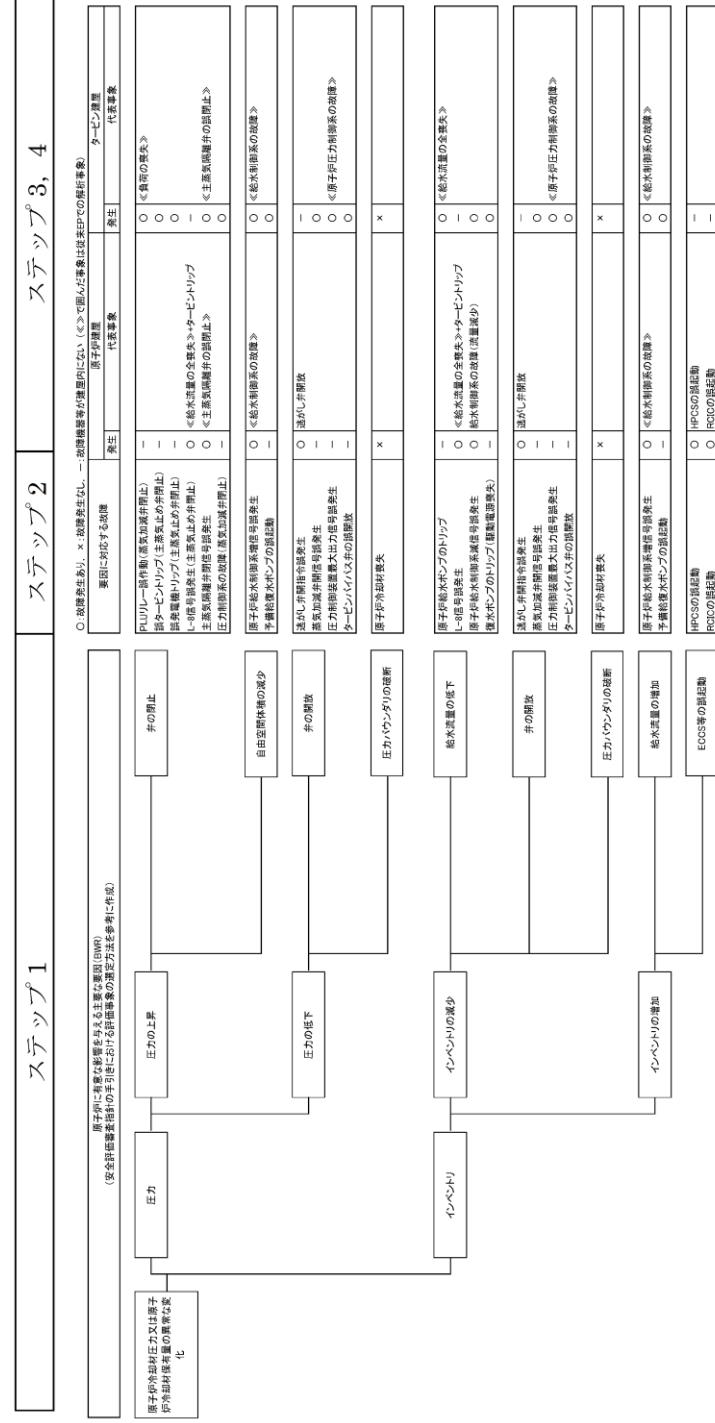 ステップ 1
ステップ 2
ステップ 3, 4
○:故障発生あり, ×:故障発生なし, －:故障機器等が建屋内にない(≪≫で囲んだ事象は従来EPでの解析事象)
原子炉に有意な影響を与える主要な要因(BWR)
(安全評価審査指針の手引きにおける評価事象の選定方法を参考に作成)
要因に対応する故障
原子炉建屋
タービン建屋
発生
代表事象
発生
代表事象
原子炉冷却材圧力又は原子
炉冷却材保有量の異常な変
化
圧力
圧力の上昇
弁の閉止
PLUリレー誤作動(蒸気加減弁閉止)
－
○
≪負荷の喪失≫
誤タービントリップ(主蒸気止め弁閉止)
－
○
誤発電機トリップ(主蒸気止め弁閉止)
－
○
L-8信号誤発生(主蒸気止め弁閉止)
○
≪給水流量の全喪失≫+タービントリップ
－
主蒸気隔離弁閉信号誤発生
○
≪主蒸気隔離弁の誤閉止≫
○
≪主蒸気隔離弁の誤閉止≫
圧力制御系の故障(蒸気加減弁閉止)
－
○
自由空間体積の減少
原子炉給水制御系増信号誤発生
○
≪給水制御系の故障≫
○
≪給水制御系の故障≫
予備給復水ポンプの誤起動
－
○
圧力の低下
弁の開放
逃がし弁開指令誤発生
○
逃がし弁開放
－
蒸気加減弁開信号誤発生
－
○
圧力制御装置最大出力信号誤発生
－
○
≪原子炉圧力制御系の故障≫
タービンバイパス弁の誤開放
－
○
圧力バウンダリの破断
原子炉冷却材喪失
×
×
インベントリ
インベントリの減少
給水流量の低下
原子炉給水ポンプのトリップ
－
○
≪給水流量の全喪失≫
L-8信号誤発生
○
≪給水流量の全喪失≫+タービントリップ
－
原子炉給水制御系減信号誤発生
○
給水制御系の故障(流量減少)
○
復水ポンプのトリップ(駆動電源喪失)
－
○
弁の開放
逃がし弁開指令誤発生
○
逃がし弁開放
－
蒸気加減弁開信号誤発生
－
○
圧力制御装置最大出力信号誤発生
－
○
≪原子炉圧力制御系の故障≫
タービンバイパス弁の誤開放
－
○
圧力バウンダリの破断
原子炉冷却材喪失
×
×
インベントリの増加
給水流量の増加
原子炉給水制御系増信号誤発生
○
≪給水制御系の故障≫
○
≪給水制御系の故障≫
予備給復水ポンプの誤起動
－
○
ECCS等の誤起動
HPCSの誤起動
○
HPCSの誤起動
－
RCICの誤起動
○
RCICの誤起動
－